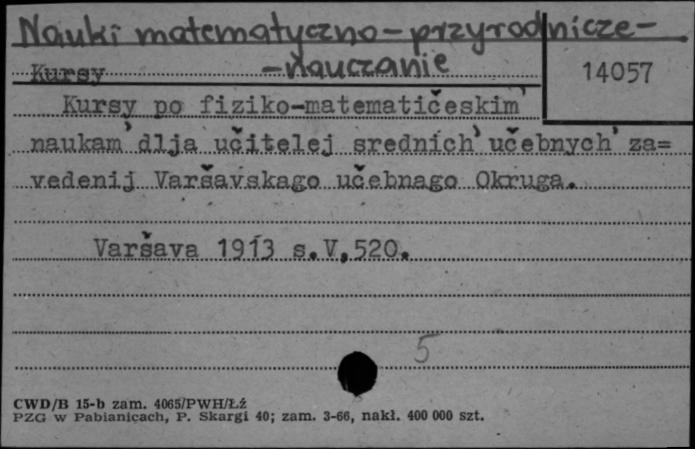 Nauki matematyczno-przyrodnicze-
Kursy -nauczanie
14057
Kursy po fiziko-matematičeskim'
naukam' dlja učitelej srednich' učebnych' za=
vedenij Varšavskago učebnago Okruga.
Varšava 1913 s.V,520.
5
CWD/B 15-b zam. 4065/PWH/Łź
PZG w Pabianicach, P. Skargi 40; zam. 3-66, nakł. 400 000 szt.